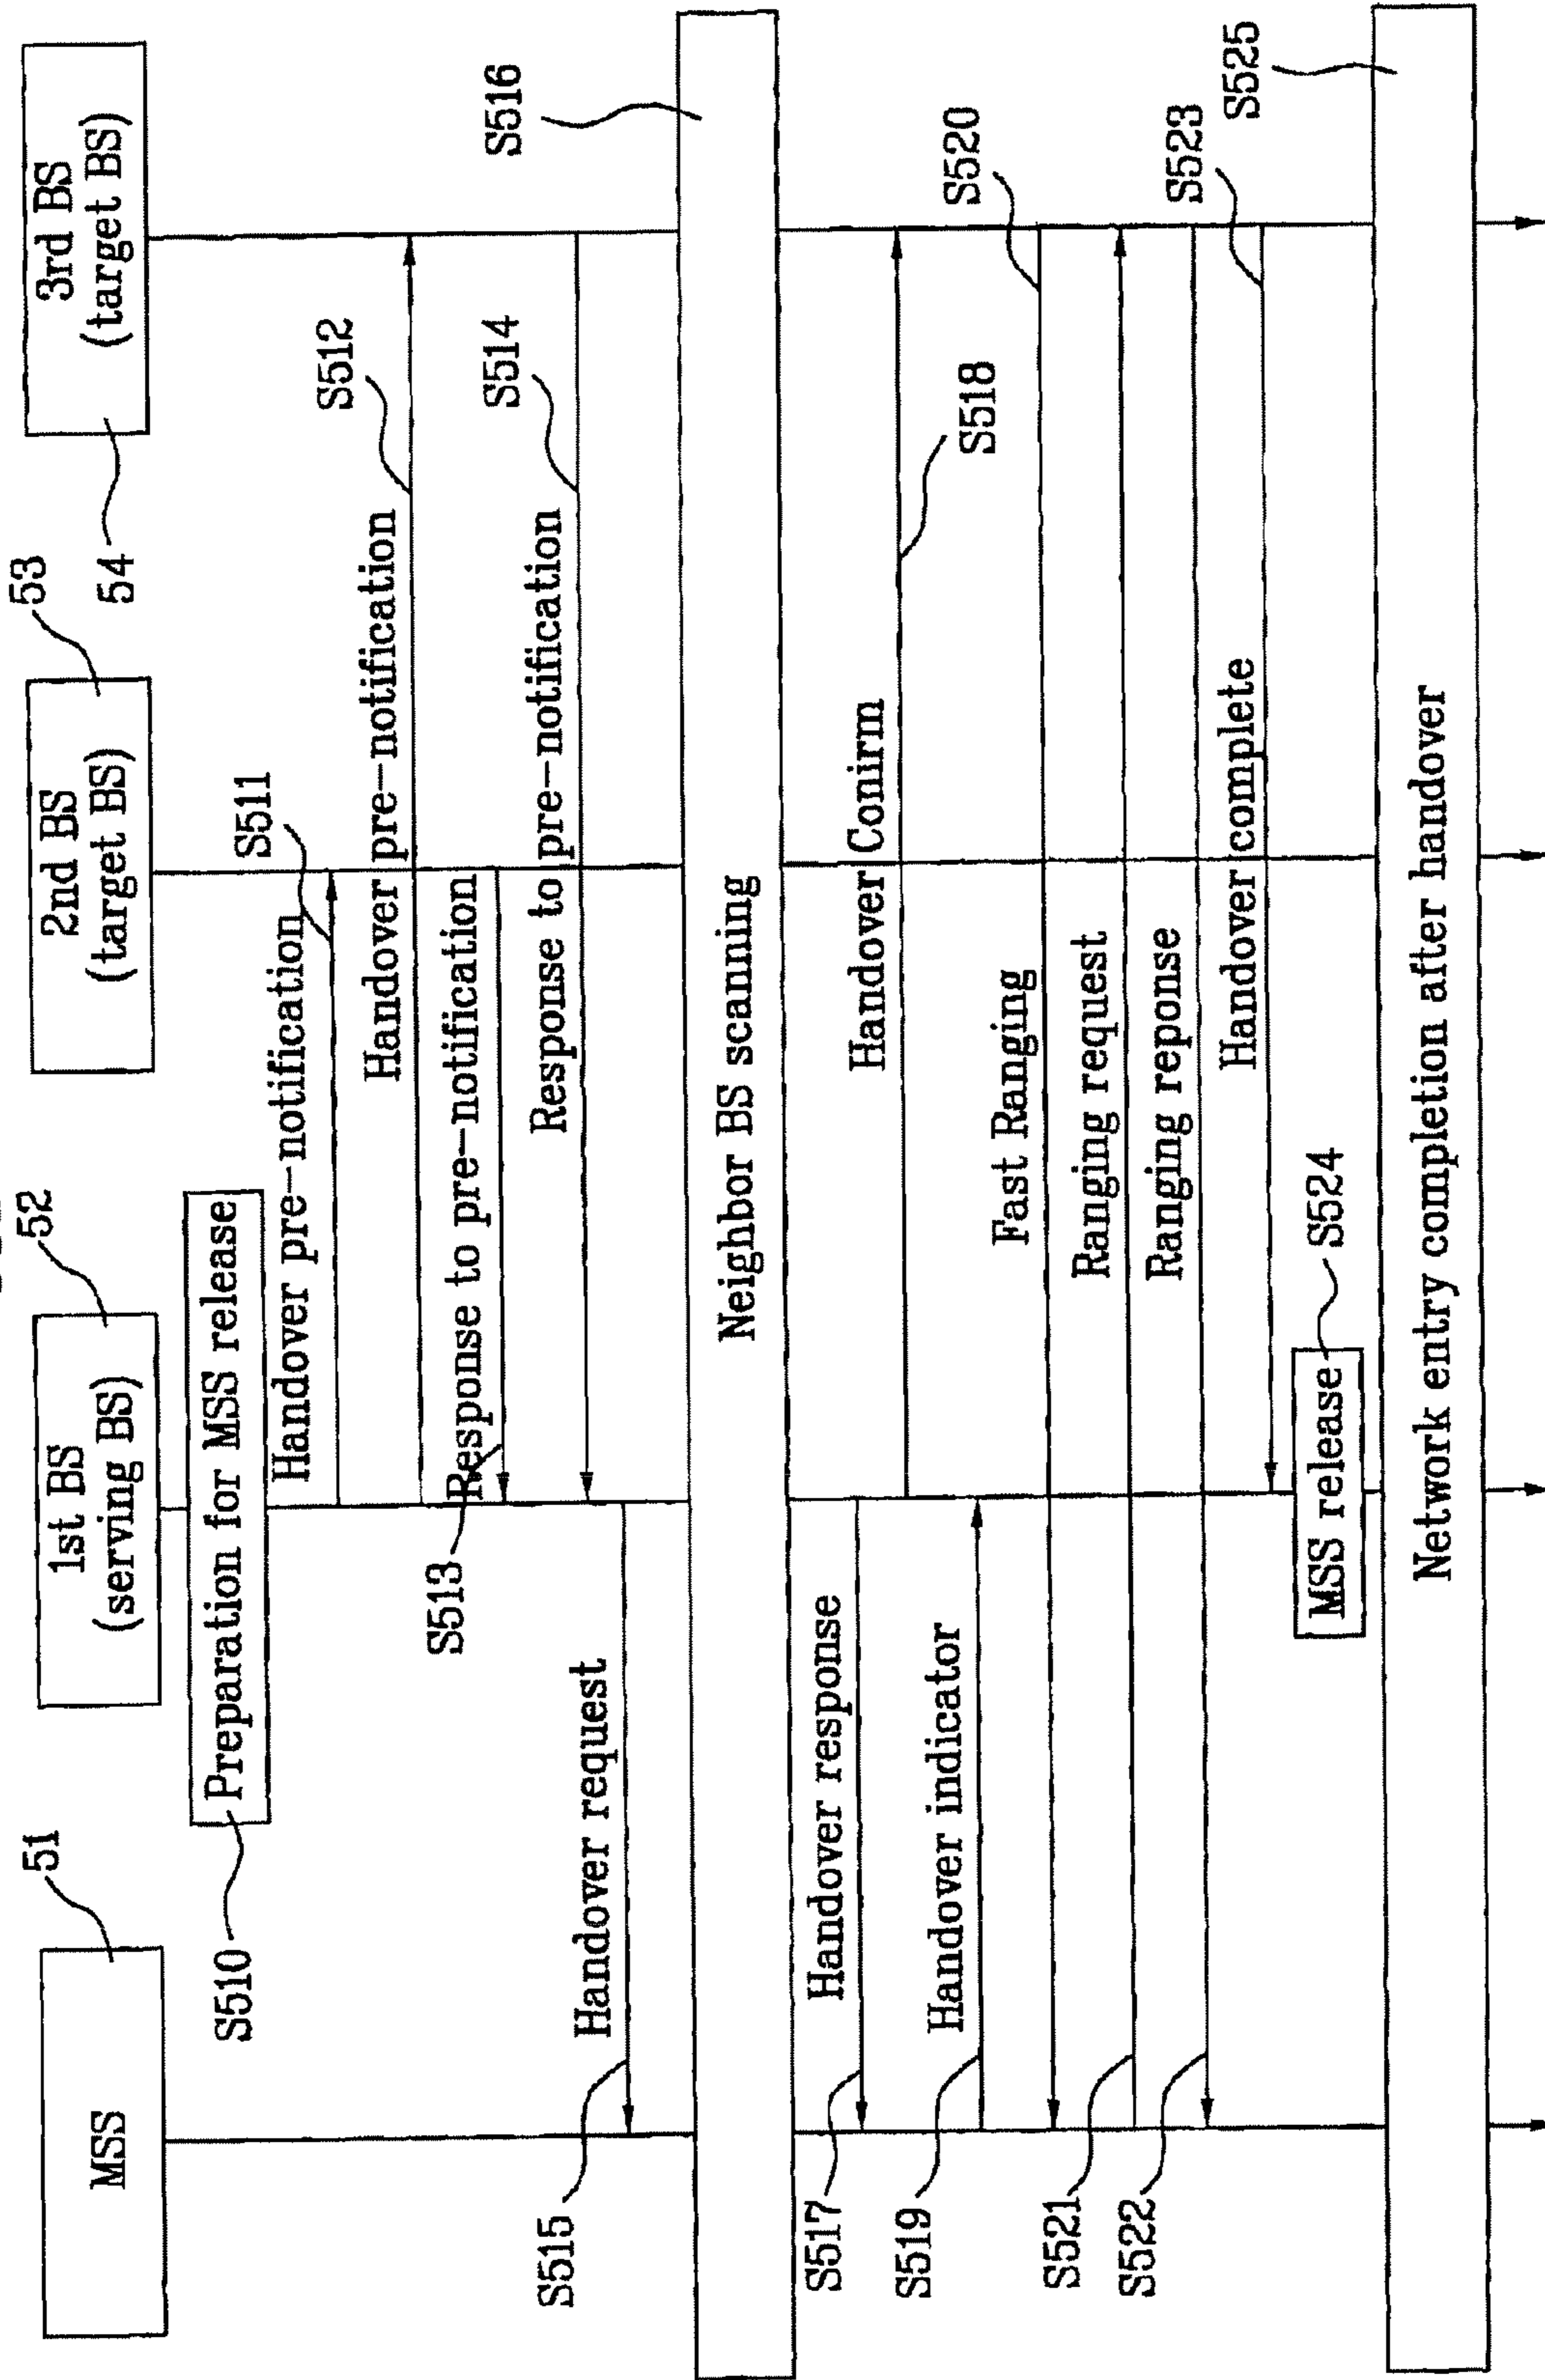 MSS
51
1st BS
(serving BS)
52
2nd BS
(target BS)
53
3rd BS
(target BS)
54
S510
Preparation for MSS release
Handover pre-notification
S511
Handover pre-notification
S512
S513
Response to pre-notification
Response to pre-notification
S514
S515
Handover request
Neighbor BS scanning
S516
S517
Handover response
Handover Conirm
S518
S519
Handover indicator
Fast Ranging
S520
S521
Ranging request
S522
Ranging reponse
Handover complete
S523
MSS release
S524
Network entry completion after handover
S525